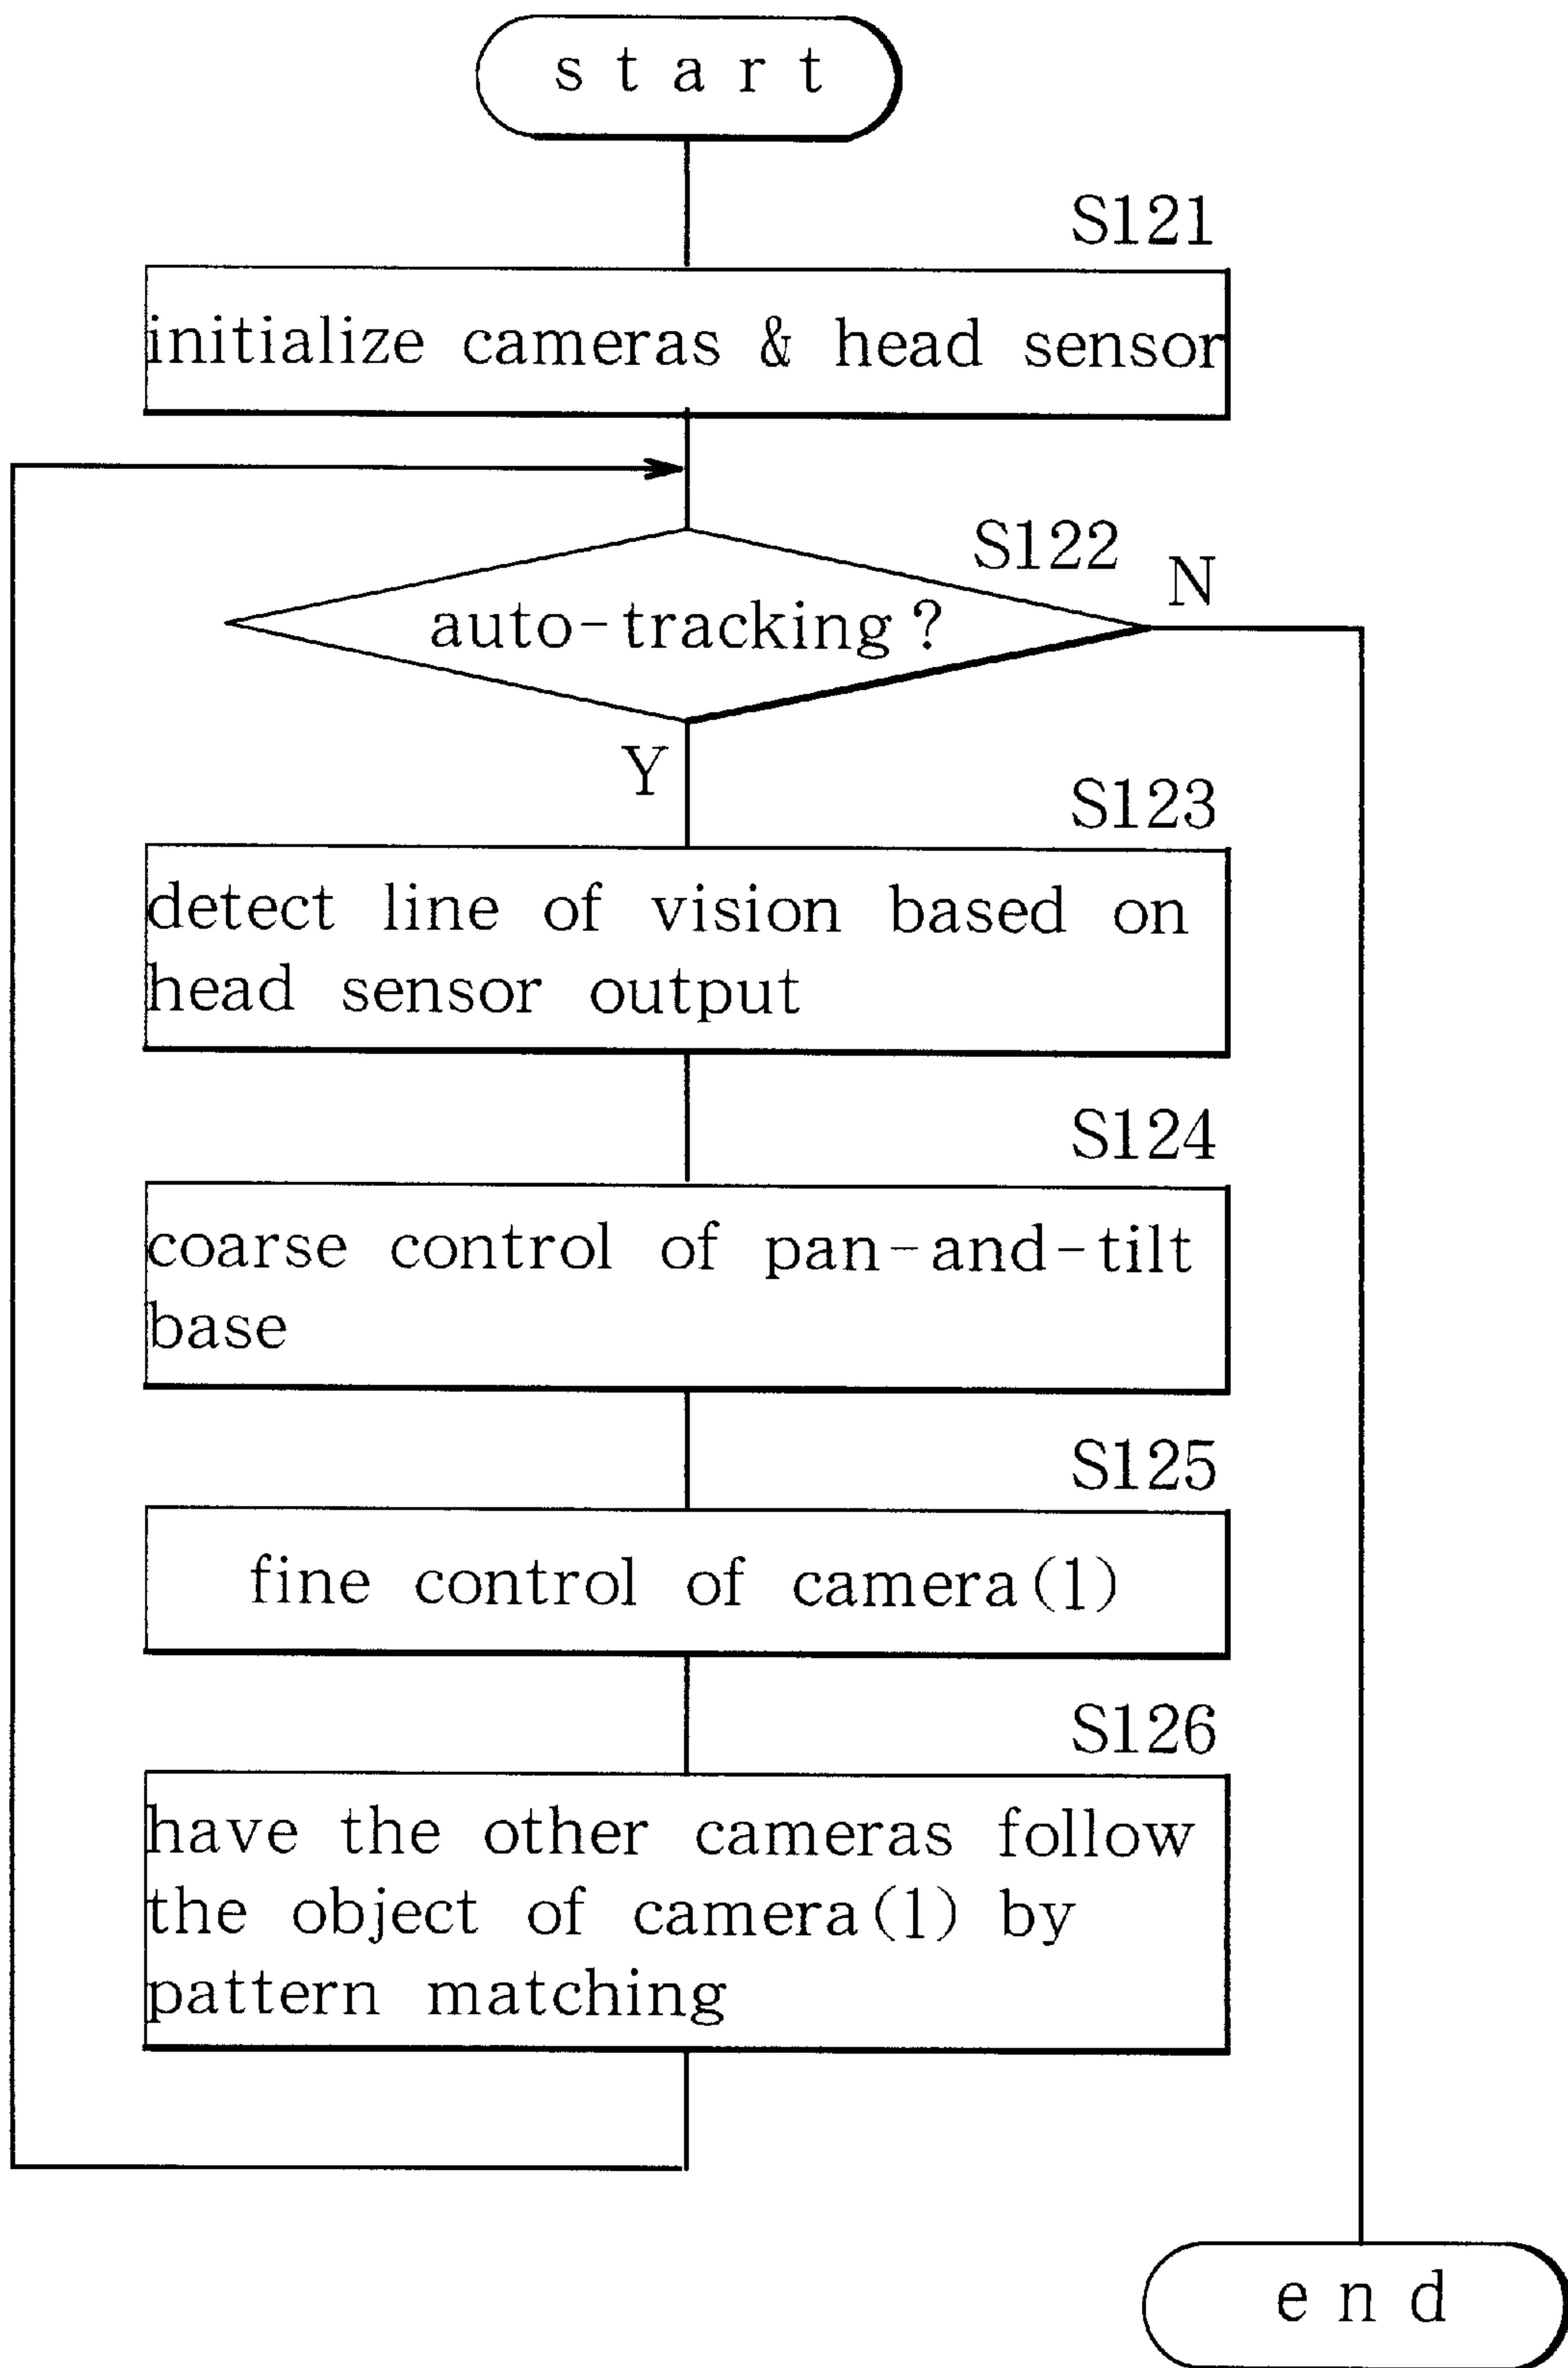 start
S121
initialize cameras & head sensor
S122
N
auto-tracking?
Y
S123
detect line of vision based on
head sensor output
S124
coarse control of pan-and-tilt
base
S125
fine control of camera(1)
S126
have the other cameras follow
the object of camera(1) by
pattern matching
end